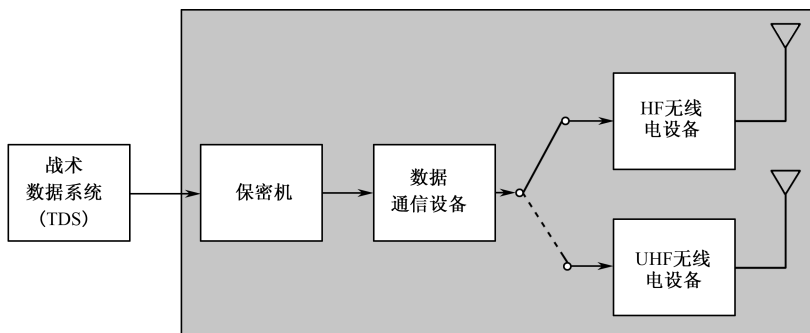 战术
数据系统
（TDS）
保密机
数据
通信设备
HF无线
电设备
UHF无线
电设备